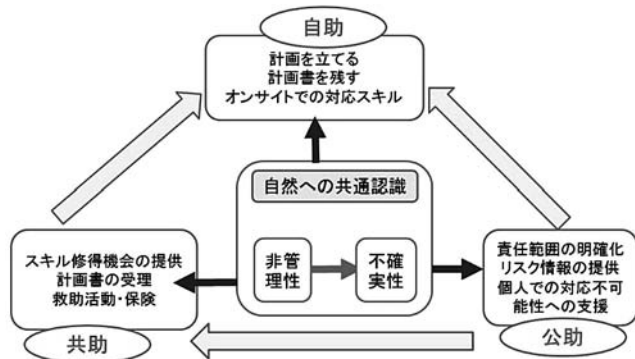 自助
計画を立てる
計画書を残す
オンサイトでの対応スキル
自然への共通認識
非管
理性
不確
実性
スキル修得機会の提供
計画書の受理
救助活動・保険
共助
責任範囲の明確化
リスク情報の提供
個人での対応不可
能性への支援
公助